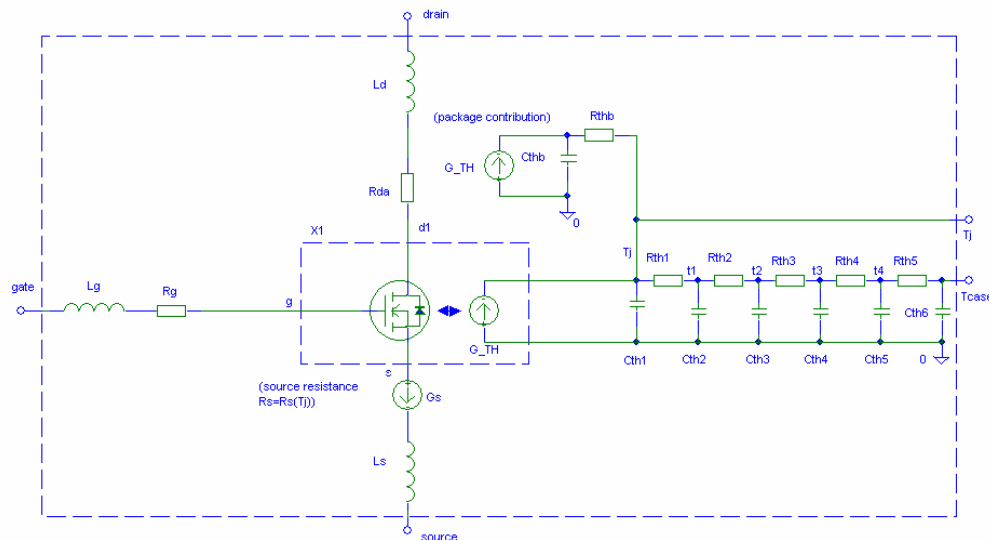 drain
Ld
(package contribution)
Rthb
Cthb
G_TH
Rda
0
X1
d1
Tj
Tj
Rth1
t1
Rth2
t2
Rth3
t3
Rth4
t4
Rth5
gate
Lg
Rg
g
Tcase
Cth6
G_TH
Cth1
Cth2
Cth3
Cth4
Cth5
0
s
(source resistance
Rs=Rs(Tj))
Gs
Ls
source